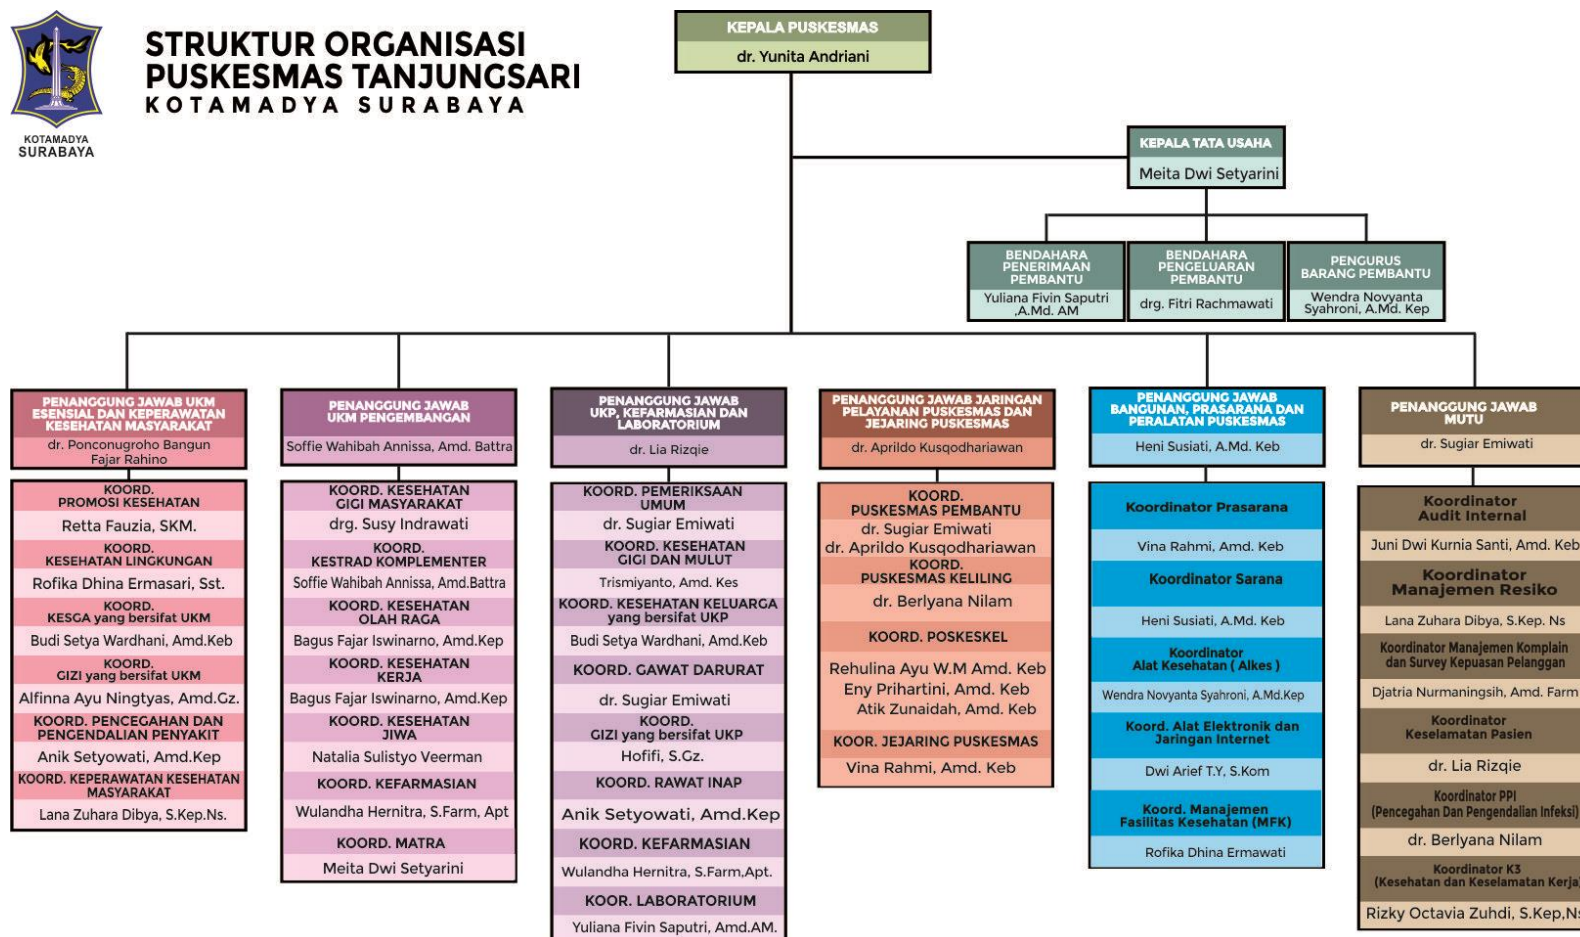 STRUKTUR ORGANISASI
PUSKESMAS TANJUNGSARI
KOTAMADYA SURABAYA
KOTAMADYA
SURABAYA
KEPALA PUSKESMAS
dr. Yunita Andriani
KEPALA TATA USAHA
Meita Dwi Setyarini
BENDAHARA
PENERIMAAN
PEMBANTU
Yuliana Fivin Saputri
,A.Md. AM
BENDAHARA
PENGELUARAN
PEMBANTU
drg. Fitri Rachmawati
PENGURUS
BARANG PEMBANTU
Wendra Novyanta
Syahroni, A.Md. Kep
PENANGGUNG JAWAB UKM
ESENSIAL DAN KEPERAWATAN
KESEHATAN MASYARAKAT
dr. Ponconugroho Bangun
Fajar Rahino
KOORD.
PROMOSI KESEHATAN
Retta Fauzia, SKM.
KOORD.
KESEHATAN LINGKUNGAN
Rofika Dhina Ermasari, Sst.
KOORD.
KESGA yang bersifat UKM
Budi Setya Wardhani, Amd.Keb
KOORD.
GIZI yang bersifat UKM
Alfinna Ayu Ningtyas, Amd.Gz.
KOORD. PENCEGAHAN DAN
PENGENDALIAN PENYAKIT
Anik Setyowati, Amd.Kep
KOORD. KEPERAWATAN KESEHATAN
MASYARAKAT
Lana Zuhara Dibya, S.Kep.Ns.
PENANGGUNG JAWAB
UKM PENGEMBANGAN
Soffie Wahibah Annissa, Amd. Battra
KOORD. KESEHATAN
GIGI MASYARAKAT
drg. Susy Indrawati
KOORD.
KESTRAD KOMPLEMENTER
Soffie Wahibah Annissa, Amd.Battra
KOORD. KESEHATAN
OLAH RAGA
Bagus Fajar Iswinarno, Amd.Kep
KOORD. KESEHATAN
KERJA
Bagus Fajar Iswinarno, Amd.Kep
KOORD. KESEHATAN
JIWA
Natalia Sulistyo Veerman
KOORD. KEFARMASIAN
Wulandha Hernitra, S.Farm, Apt
KOORD. MATRA
Meita Dwi Setyarini
PENANGGUNG JAWAB
UKP, KEFARMASIAN DAN
LABORATORIUM
dr. Lia Rizqie
KOORD. PEMERIKSAAN
UMUM
dr. Sugiar Emiwati
KOORD. KESEHATAN
GIGI DAN MULUT
Trismiyanto, Amd. Kes
KOORD. KESEHATAN KELUARGA
yang bersifat UKP
Budi Setya Wardhani, Amd.Keb
KOORD. GAWAT DARURAT
dr. Sugiar Emiwati
KOORD.
GIZI yang bersifat UKP
Hofifi, S.Gz.
KOORD. RAWAT INAP
Anik Setyowati, Amd.Kep
KOORD. KEFARMASIAN
Wulandha Hernitra, S.Farm,Apt.
KOOR. LABORATORIUM
Yuliana Fivin Saputri, Amd.AM.
PENANGGUNG JAWAB JARINGAN
PELAYANAN PUSKESMAS DAN
JEJARING PUSKESMAS
dr. Aprildo Kusqodhariawan
KOORD.
PUSKESMAS PEMBANTU
dr. Sugiar Emiwati
dr. Aprildo Kusqodhariawan
KOORD.
PUSKESMAS KELILING
dr. Berlyana Nilam
KOORD. POSKESKEL
Rehulina Ayu W.M Amd. Keb
Eny Prihartini, Amd. Keb
Atik Zunaidah, Amd. Keb
KOOR. JEJARING PUSKESMAS
Vina Rahmi, Amd. Keb
PENANGGUNG JAWAB
BANGUNAN, PRASARANA DAN
PERALATAN PUSKESMAS
Heni Susiati, A.Md. Keb
Koordinator Prasarana
Vina Rahmi, Amd. Keb
Koordinator Sarana
Heni Susiati, A.Md. Keb
Koordinator
Alat Kesehatan ( Alkes )
Wendra Novyanta Syahroni, A.Md.Kep
Koord. Alat Elektronik dan
Jaringan Internet
Dwi Arief T.Y, S.Kom
Koord. Manajemen
Fasilitas Kesehatan (MFK)
Rofika Dhina Ermawati
PENANGGUNG JAWAB
MUTU
dr. Sugiar Emiwati
Koordinator
Audit Internal
Juni Dwi Kurnia Santi, Amd. Keb
Koordinator
Manajemen Resiko
Lana Zuhara Dibya, S.Kep. Ns
Koordinator Manajemen Komplain
dan Survey Kepuasan Pelanggan
Djatria Nurmaningsih, Amd. Farm
Koordinator
Keselamatan Pasien
dr. Lia Rizqie
Koordinator PPI
(Pencegahan Dan Pengendalian Infeksi)
dr. Berlyana Nilam
Koordinator K3
(Kesehatan dan Keselamatan Kerja)
Rizky Octavia Zuhdi, S.Kep,Ns